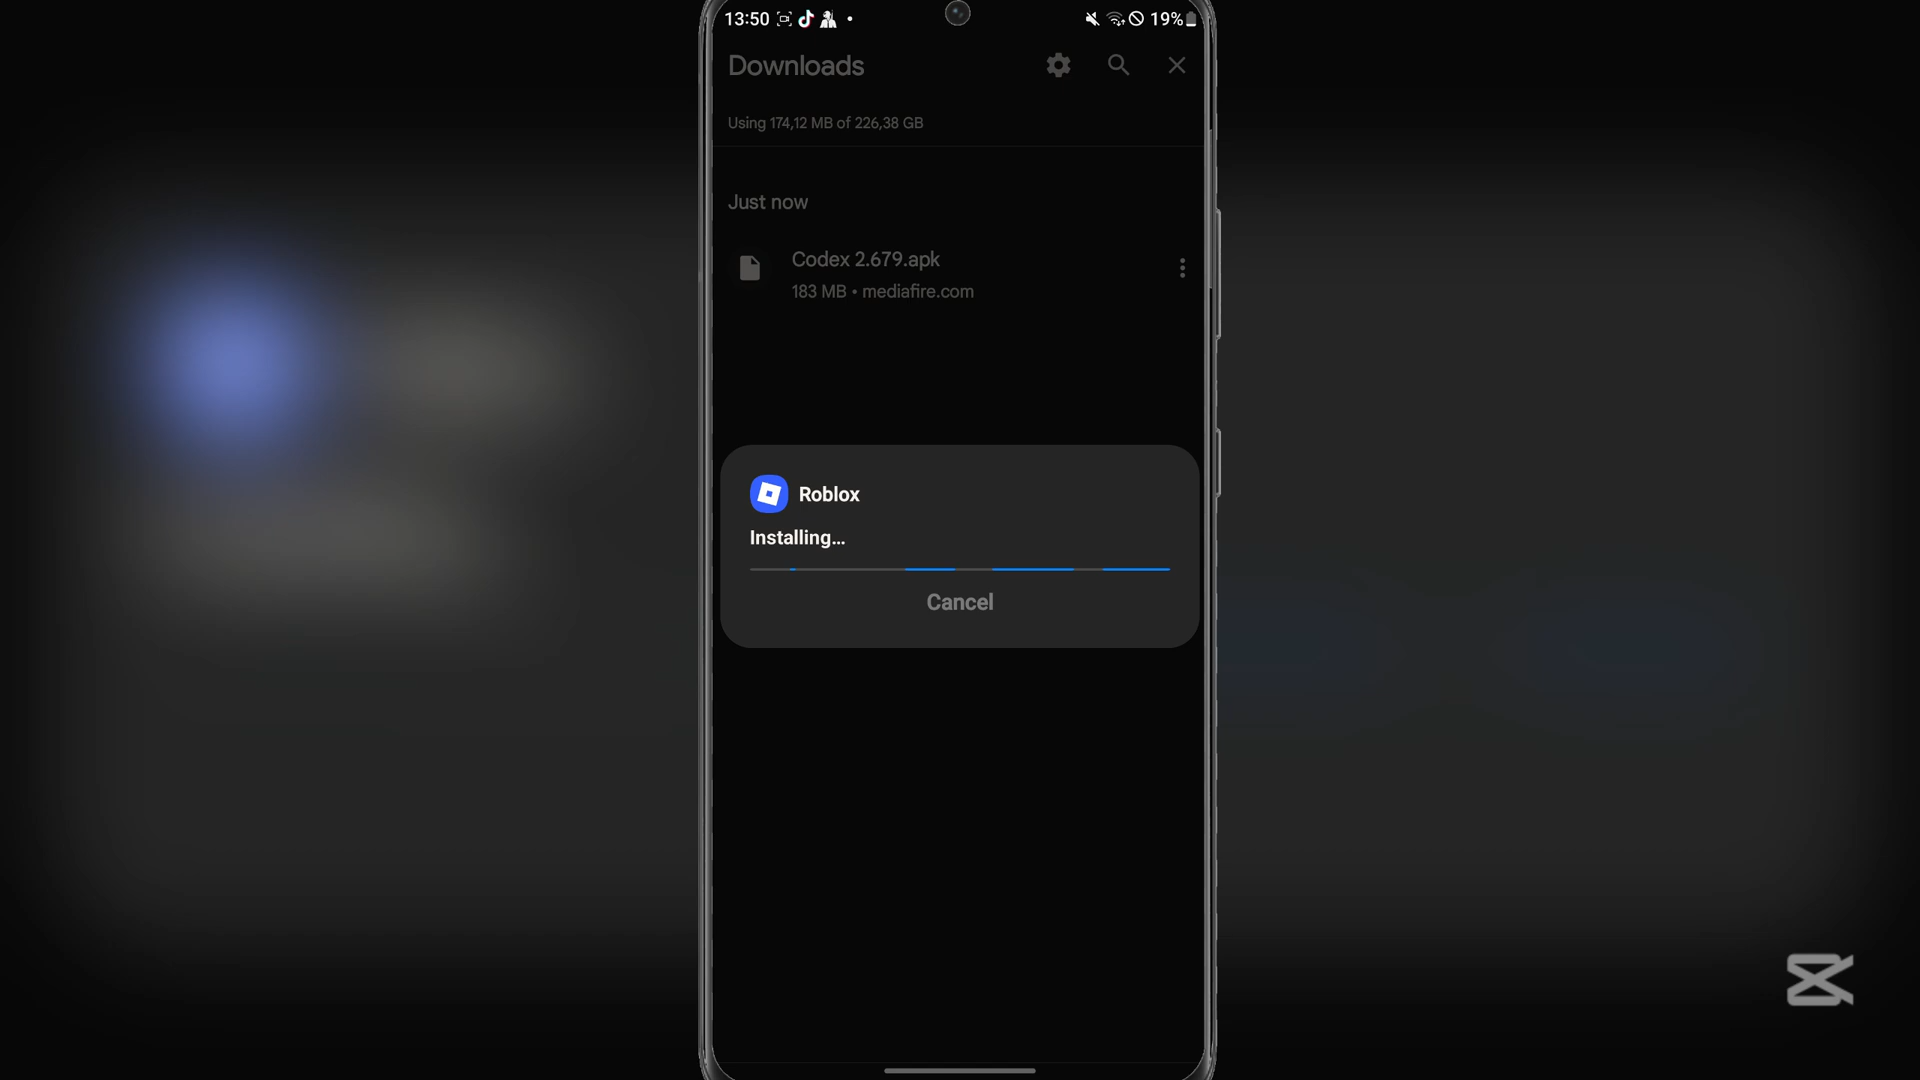 13:50
19%
Downloads
Using 174,12 MB of 226,38 GB
Just now
Codex 2.679.apk
183 MB • mediafire.com
Roblox
Installing...
Cancel